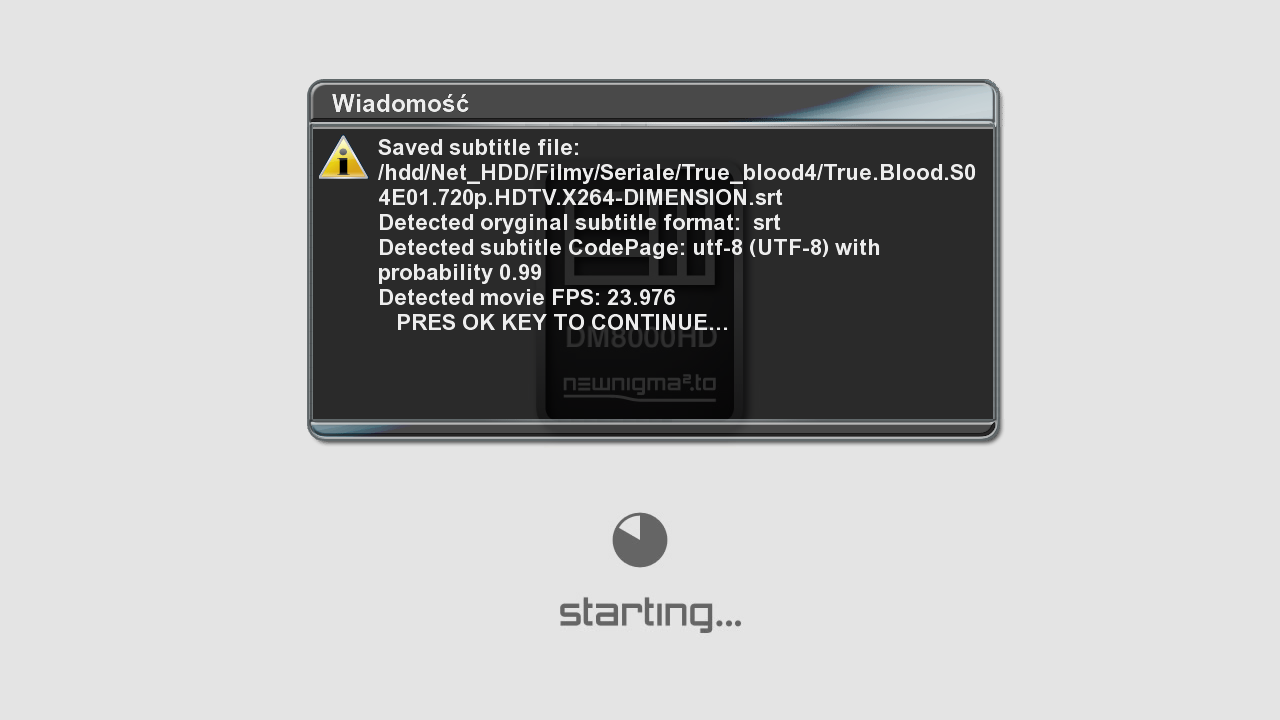 Wiadomość
Saved subtitle file:
/hdd/Net_HDD/Filmy/Seriale/True_blood4/True.Blood.S0
4E01.720p.HDTV.X264-DIMENSION.srt
Detected oryginal subtitle format:  srt
Detected subtitle CodePage: utf-8 (UTF-8) with
probability 0.99
Detected movie FPS: 23.976
PRES OK KEY TO CONTINUE...
DM8000HD
newnigma².to
starting...